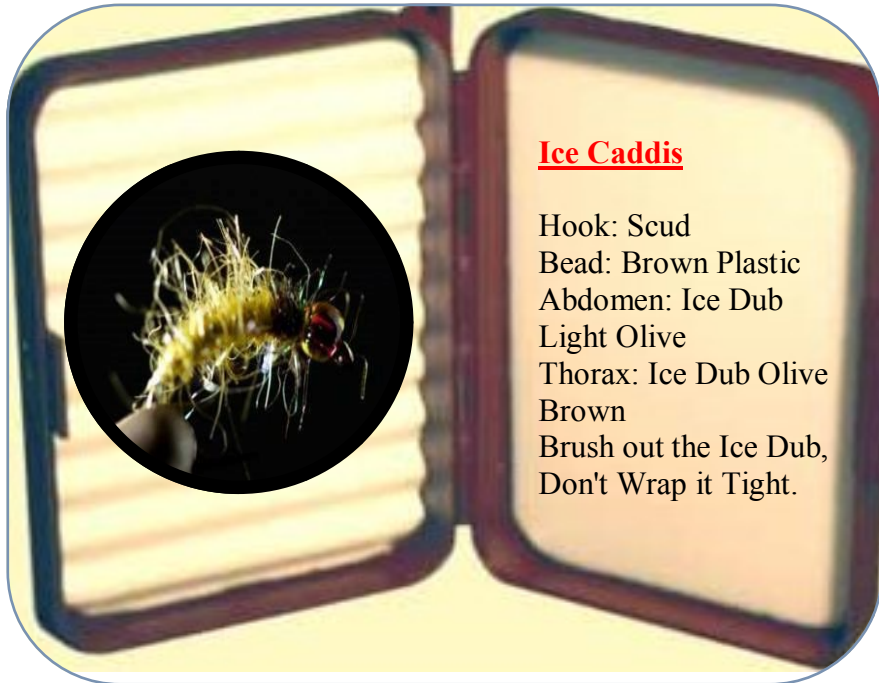 Ice Caddis
Hook: Scud
Bead: Brown Plastic
Abdomen: Ice Dub
Light Olive
Thorax: Ice Dub Olive
Brown
Brush out the Ice Dub,
Don't Wrap it Tight.